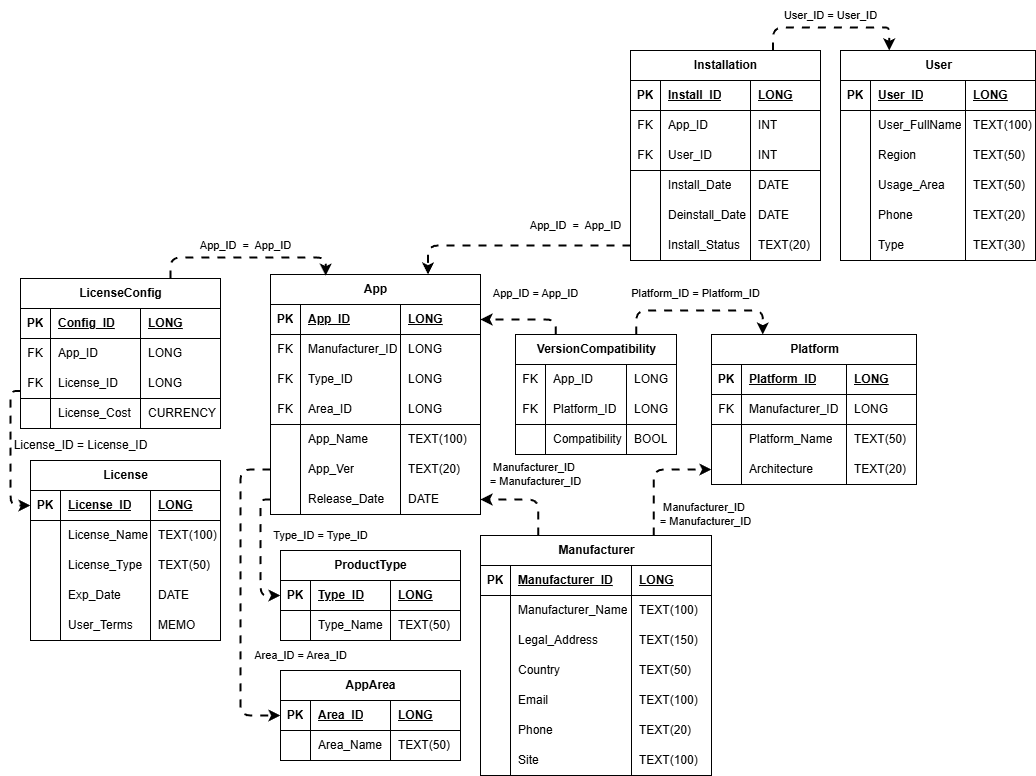 User_ID = User_ID
Installation
PK Install_ID LONG
FK App_ID INT
FK User_ID INT
Install_Date DATE
Deinstall_Date DATE
Install_Status TEXT(20)
User
PK User_ID LONG
User_FullName TEXT(100)
Region TEXT(50)
Usage_Area TEXT(50)
Phone TEXT(20)
Type TEXT(30)
App_ID = App_ID
App_ID = App_ID
LicenseConfig
PK Config_ID LONG
FK App_ID LONG
FK License_ID LONG
License_Cost CURRENCY
License_ID = License_ID
App
PK App_ID LONG
FK Manufacturer_ID LONG
FK Type_ID LONG
FK Area_ID LONG
App_Name TEXT(100)
App_Ver TEXT(20)
Release_Date DATE
App_ID = App_ID
Platform_ID = Platform_ID
VersionCompatibility
FK App_ID LONG
FK Platform_ID LONG
Compatibility BOOL
Platform
PK Platform_ID LONG
FK Manufacturer_ID LONG
Platform_Name TEXT(50)
Architecture TEXT(20)
License
PK License_ID LONG
License_Name TEXT(100)
License_Type TEXT(50)
Exp_Date DATE
User_Terms MEMO
Manufacturer_ID
= Manufacturer_ID
Manufacturer_ID
= Manufacturer_ID
Type_ID = Type_ID
ProductType
PK Type_ID LONG
Type_Name TEXT(50)
Area_ID = Area_ID
AppArea
PK Area_ID LONG
Area_Name TEXT(50)
Manufacturer
PK Manufacturer_ID LONG
Manufacturer_Name TEXT(100)
Legal_Address TEXT(150)
Country TEXT(50)
Email TEXT(100)
Phone TEXT(20)
Site TEXT(100)